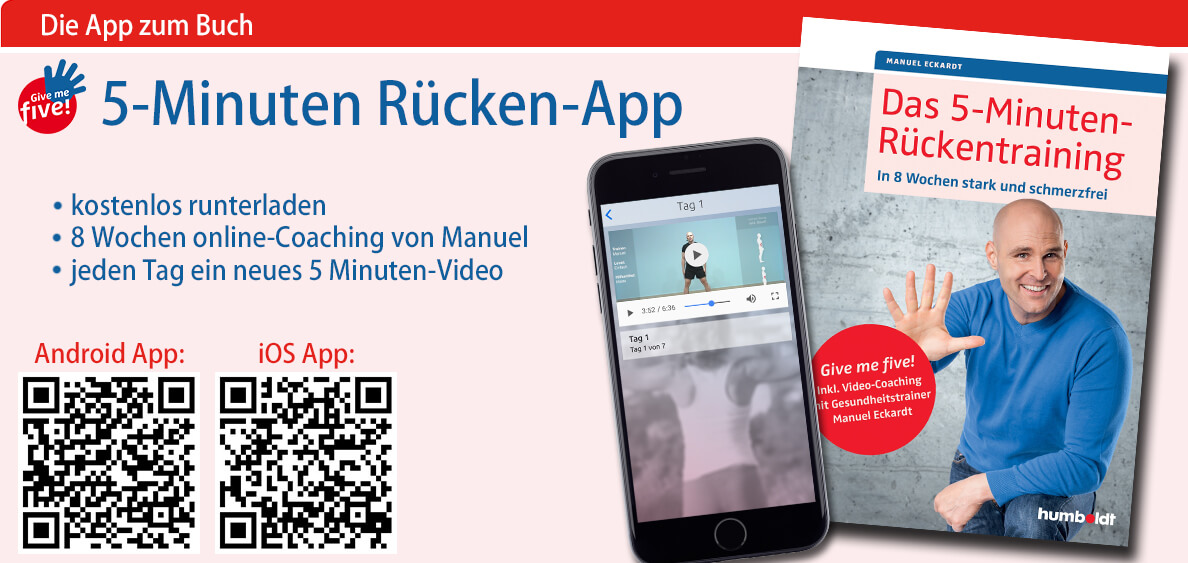 Die App zum Buch
Give me
five!
5-Minuten Rücken-App
• kostenlos runterladen
• 8 Wochen online-Coaching von Manuel
• jeden Tag ein neues 5 Minuten-Video
Android App:
iOS App:
Tag 1
3:52 / 6:36
Tag 1
Tag 1 von 7
MANUEL ECKARDT
Das 5-Minuten-
Rückentraining
In 8 Wochen stark und schmerzfrei
Give me five!
Inkl. Video-Coaching
mit Gesundheitstrainer
Manuel Eckardt
humboldt